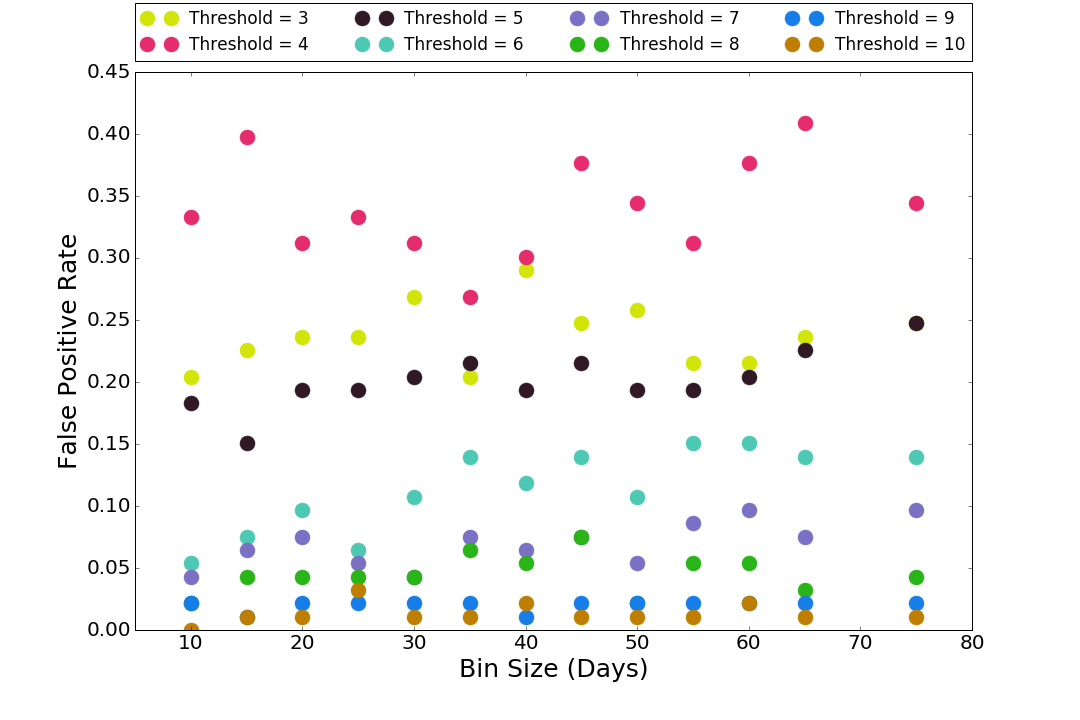 Threshold = 3 Threshold = 5 Threshold = 7 Threshold = 9
Threshold = 4 Threshold = 6 Threshold = 8 Threshold = 10
0.45
0.40
0.35
0.30
0.25
0.20
0.15
0.10
0.05
0.00
False Positive Rate
10 20 30 40 50 60 70 80
Bin Size (Days)